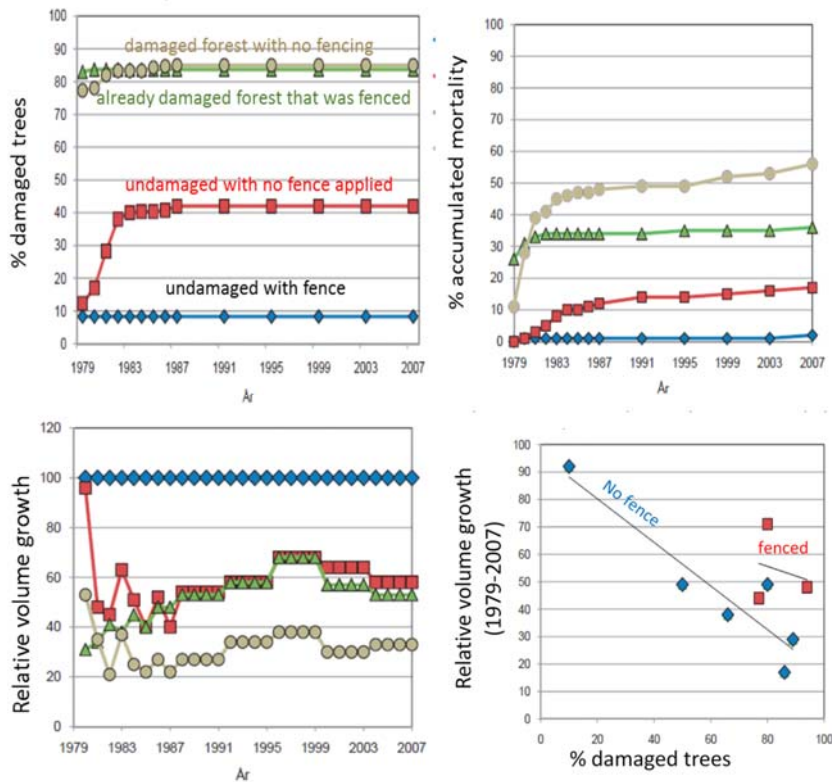 % damaged trees
100
90
80
70
60
50
40
30
20
10
0
damaged forest with no fencing
already damaged forest that was fenced
undamaged with no fence applied
undamaged with fence
1979 1983 1987 1991 1995 1999 2003 2007
År
% accumulated mortality
100
90
80
70
60
50
40
30
20
10
0
1979 1983 1987 1991 1995 1999 2003 2007
År
Relative volume growth
120
100
80
60
40
20
0
1979 1983 1987 1991 1995 1999 2003 2007
År
Relative volume growth
(1979-2007)
100
90
80
70
60
50
40
30
20
10
0
No fence
fenced
0 20 40 60 80 100
% damaged trees